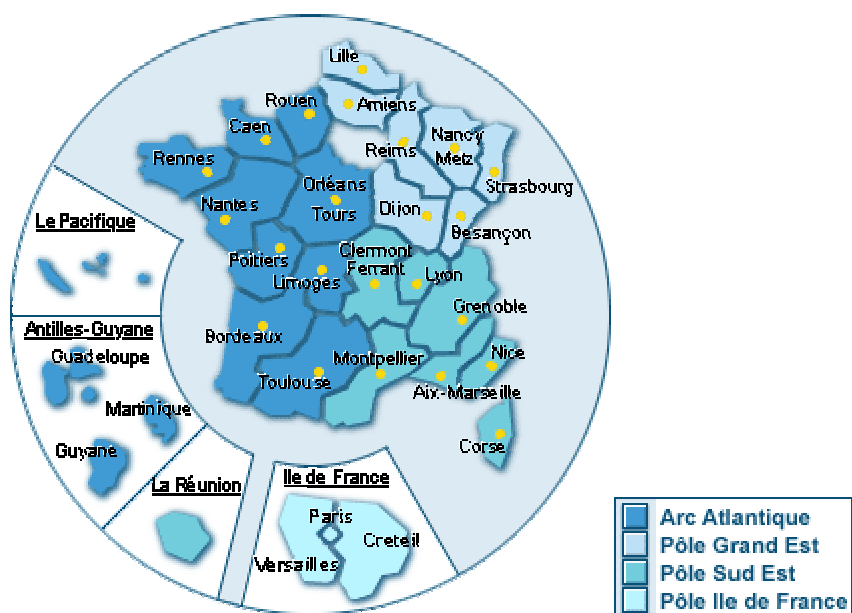 Lille
Amiens
Rouen
Caen
Reims
Nancy
Metz
Rennes
Strasbourg
Orléans
Tours
Nantes
Dijon
Besançon
Le Pacifique
Clermont
Ferrant
Poitiers
Limoges
Lyon
Grenoble
Antilles-Guyane
Guadeloupe
Bordeaux
Montpellier
Nice
Toulouse
Aix-Marseille
Martinique
Guyane
Corse
La Réunion
Ile de France
Paris
Creteil
Versailles
Arc Atlantique
Pôle Grand Est
Pôle Sud Est
Pôle Ile de France